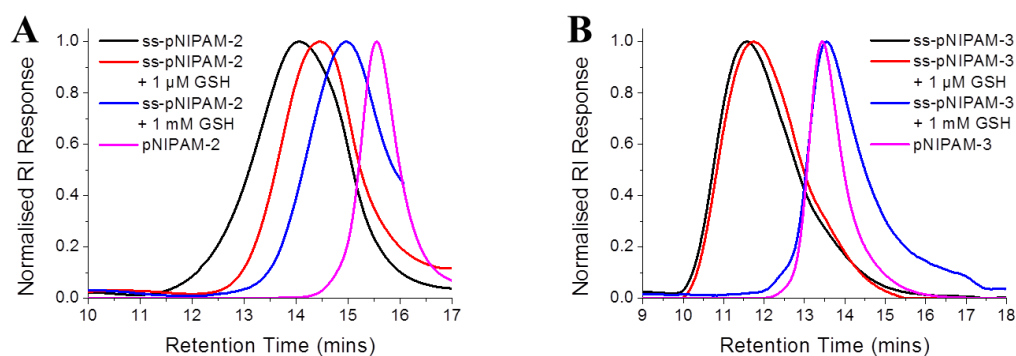 A
Normalised RI Response
1.0
0.8
0.6
0.4
0.2
0.0
10 11 12 13 14 15 16 17
Retention Time (mins)
ss-pNIPAM-2
ss-pNIPAM-2
+ 1 µM GSH
ss-pNIPAM-2
+ 1 mM GSH
pNIPAM-2
B
Normalised RI Response
1.0
0.8
0.6
0.4
0.2
0.0
9 10 11 12 13 14 15 16 17 18
Retention Time (mins)
ss-pNIPAM-3
ss-pNIPAM-3
+ 1 µM GSH
ss-pNIPAM-3
+ 1 mM GSH
pNIPAM-3